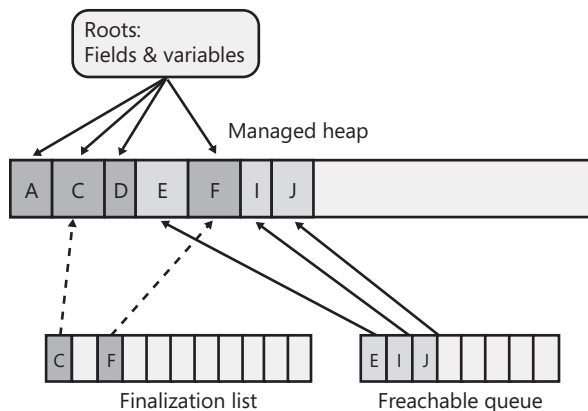 Roots:
Fields & variables
Managed heap
A C D E F I J
C F
E I J
Finalization list
Freachable queue